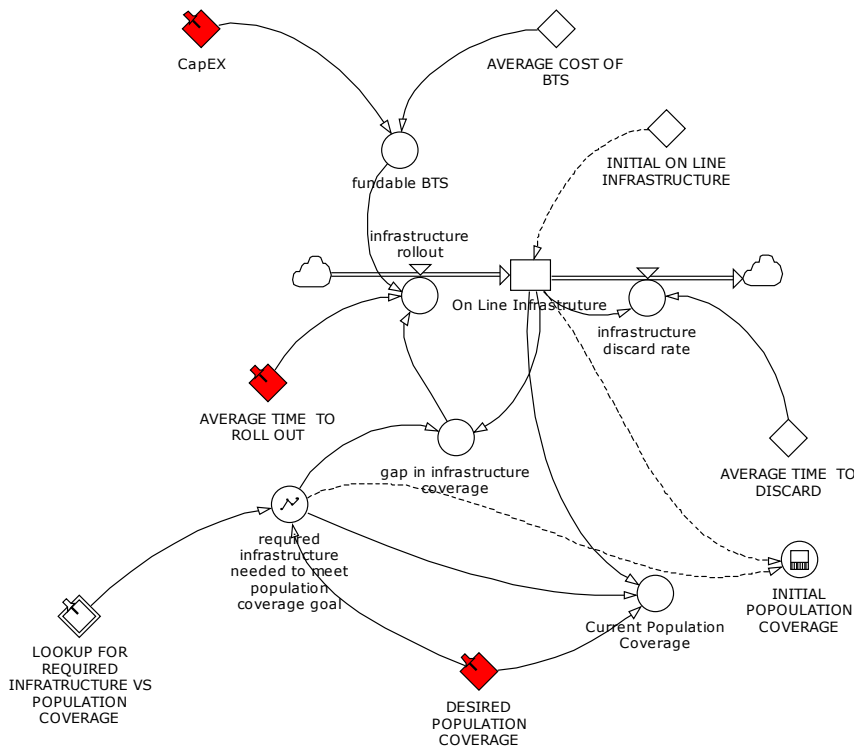 CapEX
AVERAGE COST OF
BTS
INITIAL ON LINE
INFRASTRUCTURE
fundable BTS
infrastructure
rollout
On Line Infrastruture
infrastructure
discard rate
AVERAGE TIME  TO
ROLL OUT
gap in infrastructure
coverage
AVERAGE TIME  TO
DISCARD
required
infrastructure
needed to meet
population
coverage goal
INITIAL
POPOULATION
COVERAGE
Current Population
Coverage
LOOKUP FOR
REQUIRED
INFRATRUCTURE VS
POPULATION
COVERAGE
DESIRED
POPULATION
COVERAGE